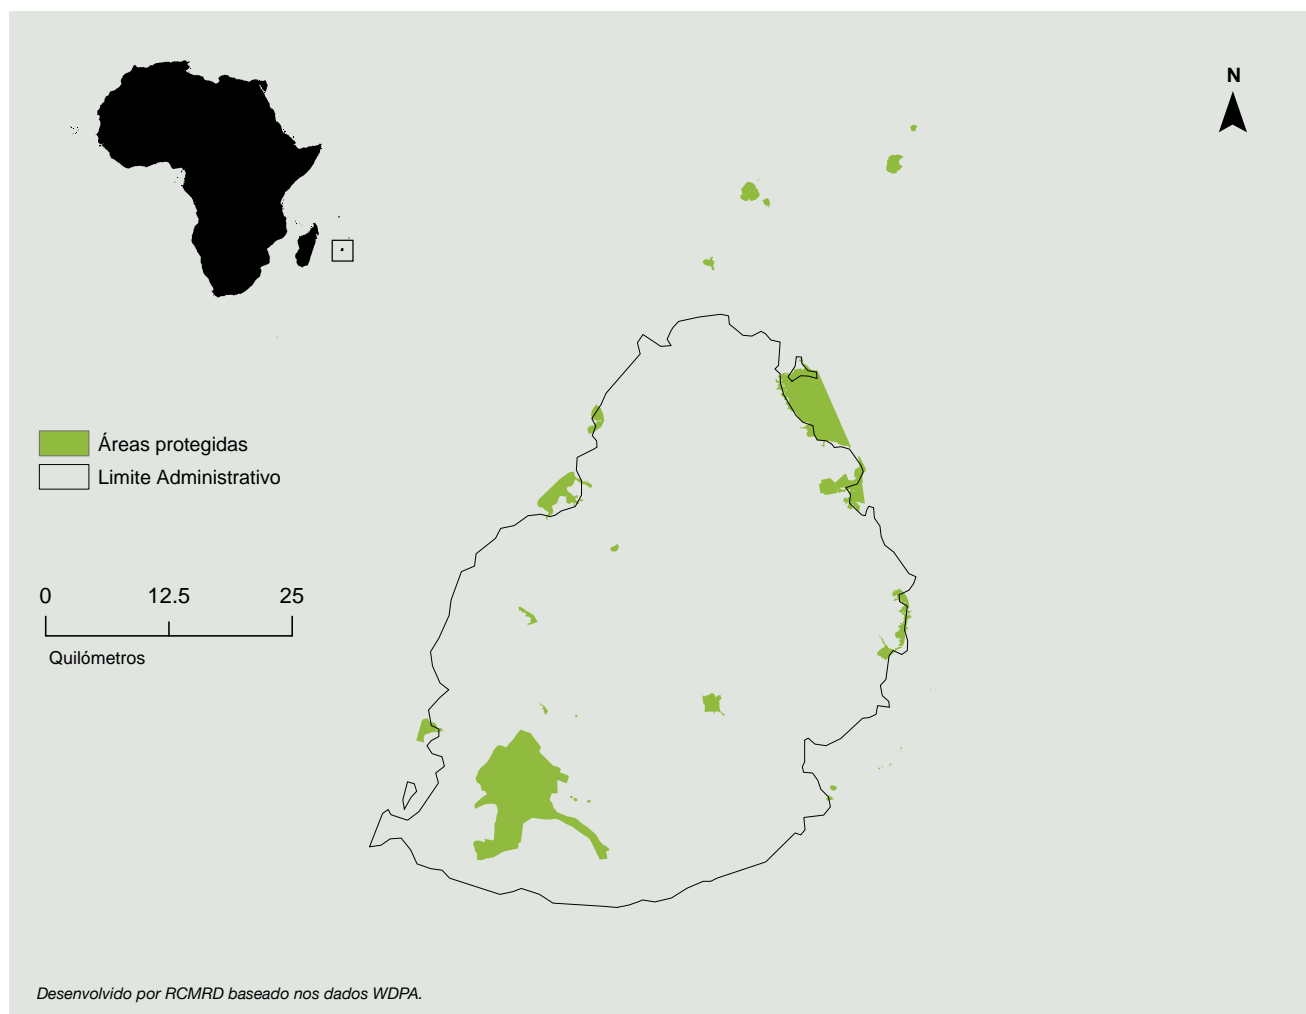 N
Áreas protegidas
Limite Administrativo
0 12.5 25
Quilómetros
Desenvolvido por RCMRD baseado nos dados WDPA.